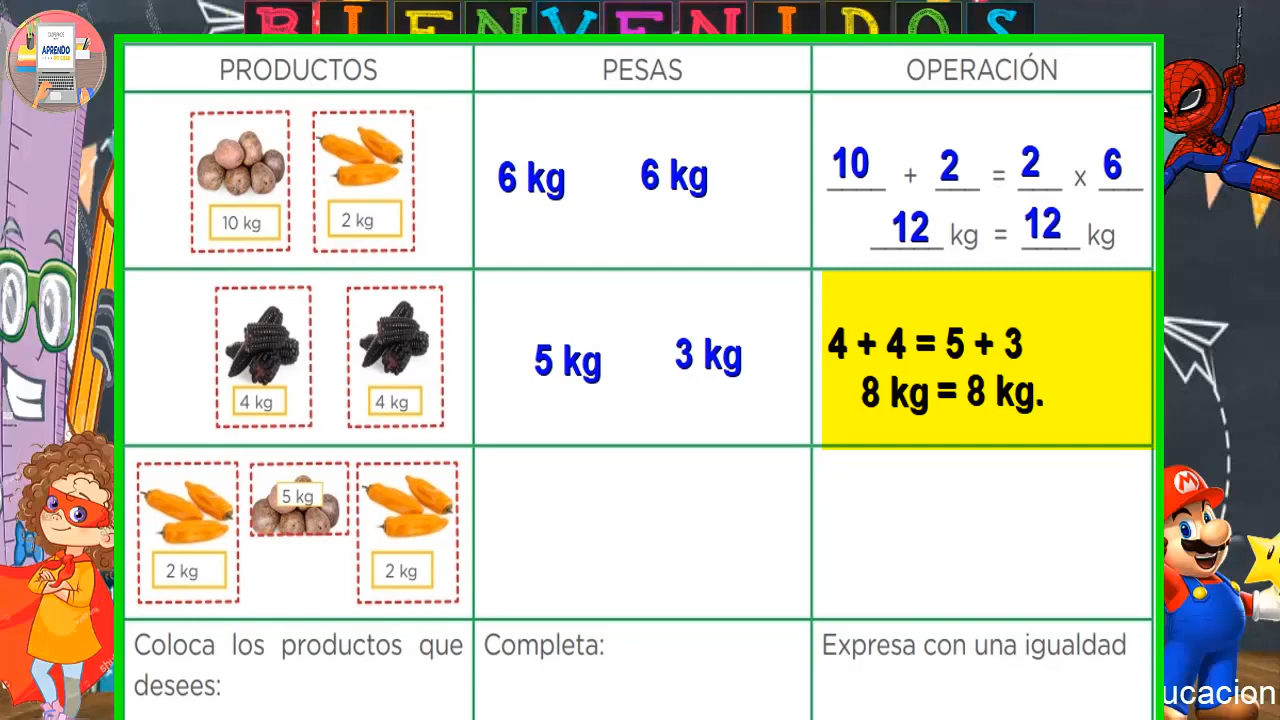 BIENVENIDOS
APRENDO
PRODUCTOS PESAS OPERACIÓN
10 kg 2 kg
6 kg 6 kg
10 + 2 = 2 x 6
12 kg = 12 kg
4 kg 4 kg
5 kg 3 kg
4 + 4 = 5 + 3
8 kg = 8 kg.
2 kg 5 kg 2 kg
Coloca los productos que
desees:
Completa:
Expresa con una igualdad
ucacion